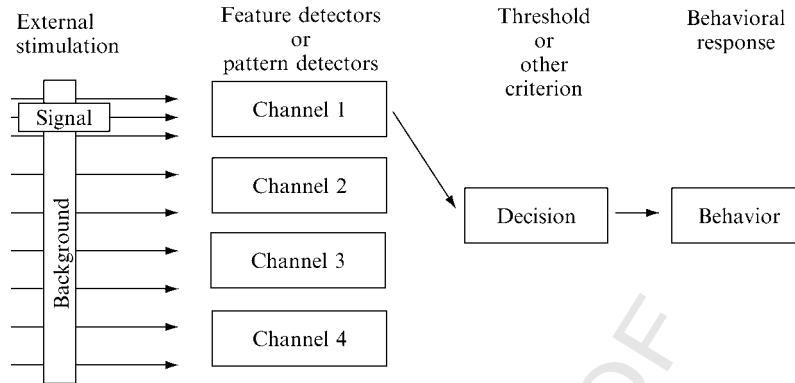 External
stimulation
Feature detectors
or
pattern detectors
Threshold
or
other
criterion
Behavioral
response
Signal
Background
Channel 1
Channel 2
Channel 3
Channel 4
Decision
Behavior
OF